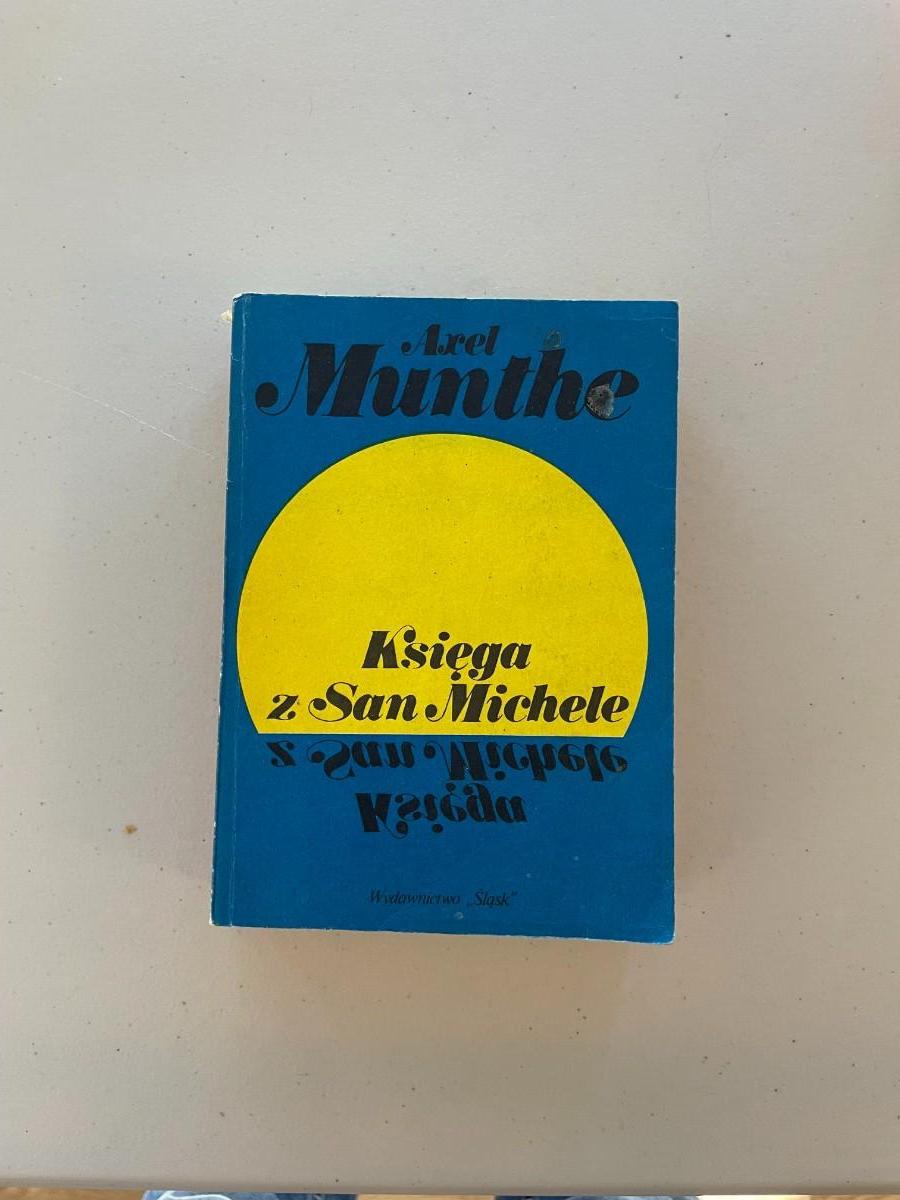 Axel
Munthe
Księga
z San Michele
z San Michele
Księga
Wydawnictwo „Śląsk"